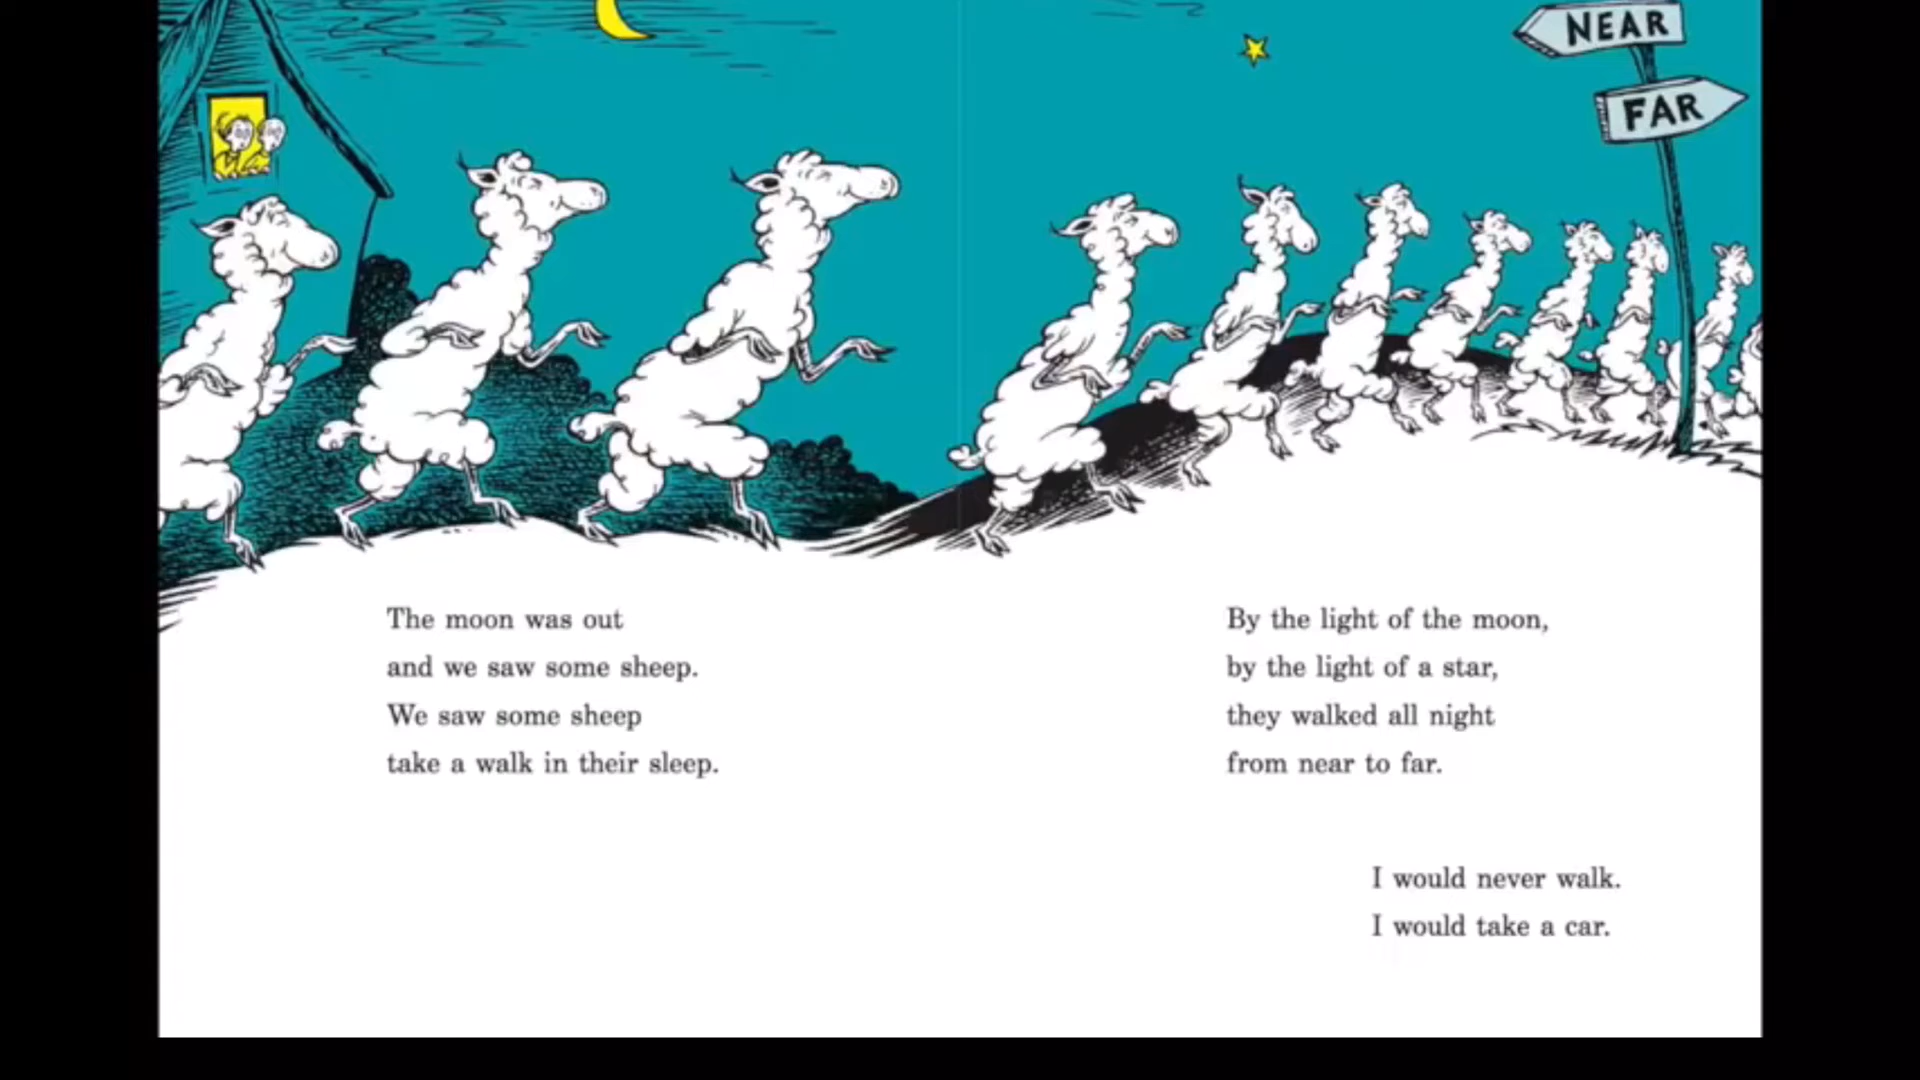 NEAR
FAR
The moon was out
and we saw some sheep.
We saw some sheep
take a walk in their sleep.
By the light of the moon,
by the light of a star,
they walked all night
from near to far.
I would never walk.
I would take a car.